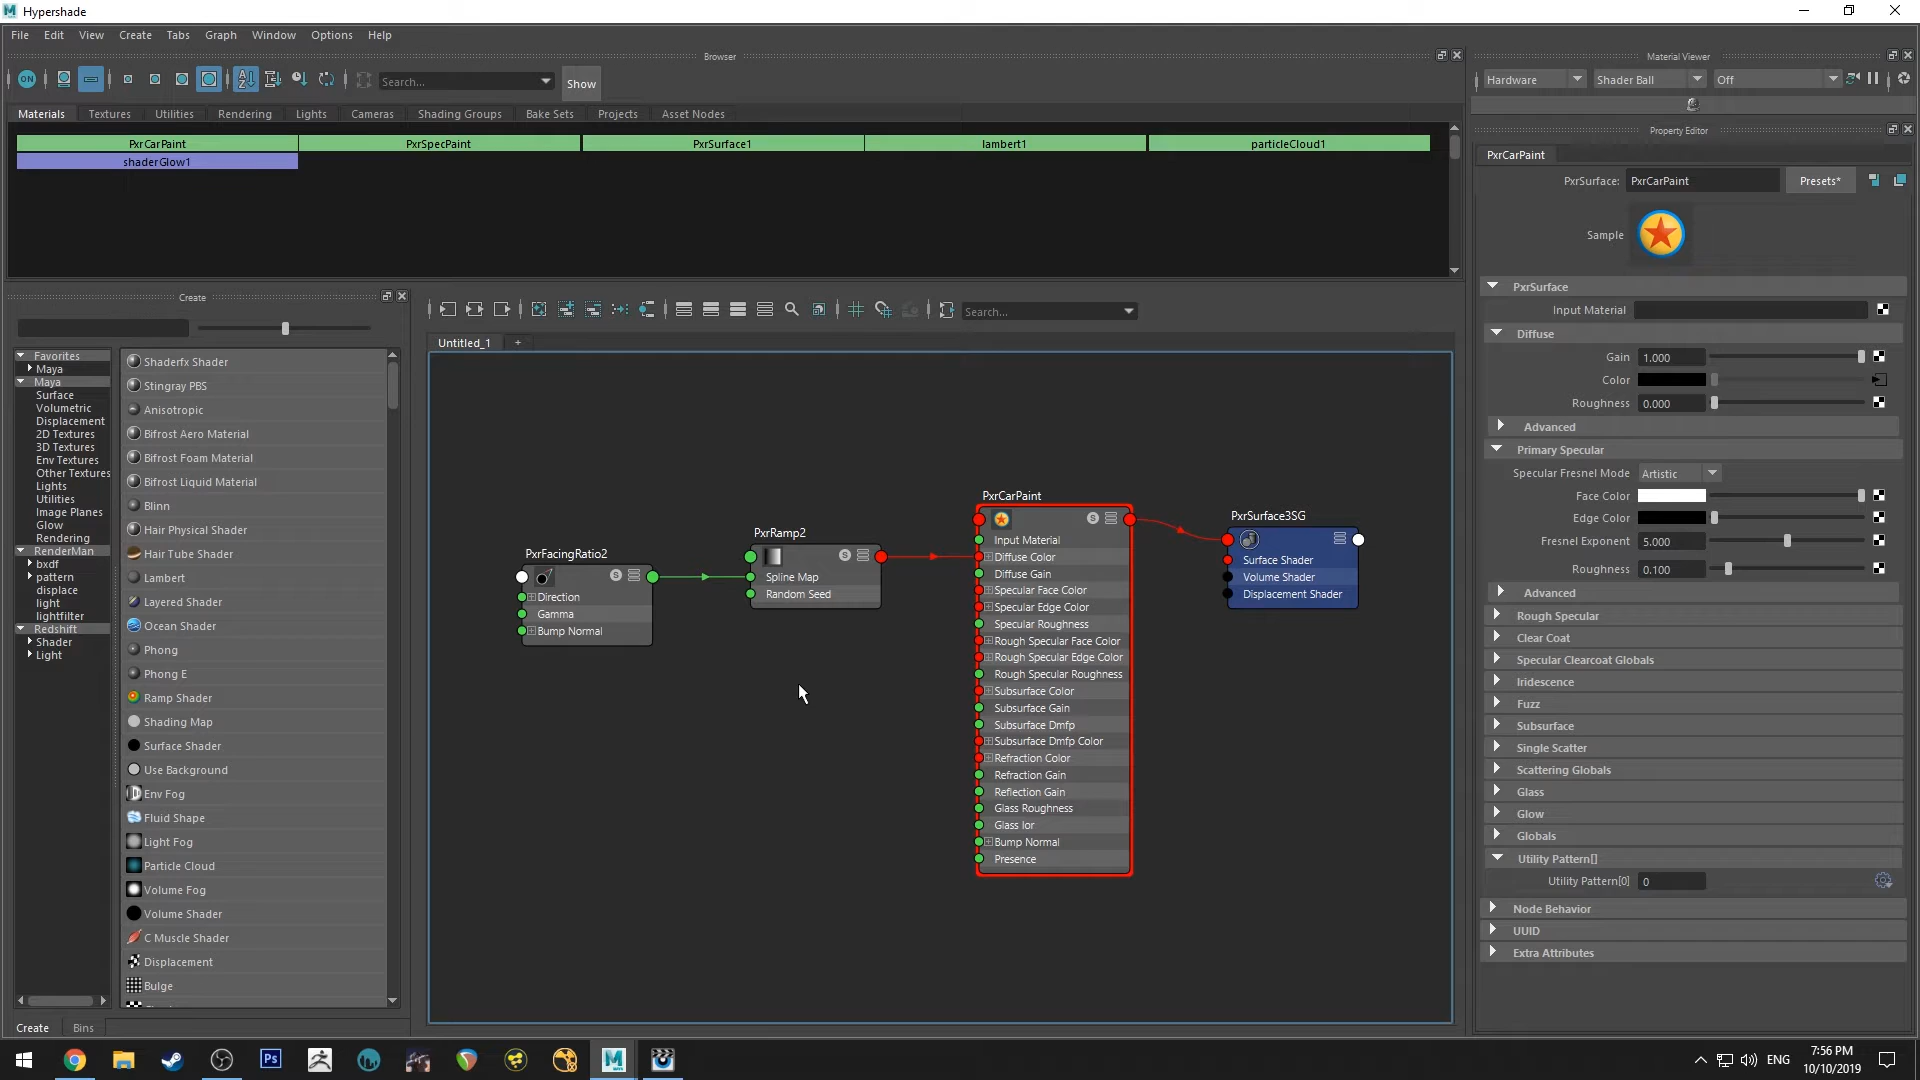 Hypershade
File Edit View Create Tabs Graph Window Options Help
Browser
ON
Search...
Show
Materials Textures Utilities Rendering Lights Cameras Shading Groups Bake Sets Projects Asset Nodes
PxrCarPaint PxrSpecPaint PxrSurface1 lambert1 particleCloud1
shaderGlow1
Create
Favorites
Maya
Maya
Surface
Volumetric
Displacement
2D Textures
3D Textures
Env Textures
Other Textures
Lights
Utilities
Image Planes
Glow
Rendering
RenderMan
bxdf
pattern
displace
light
lightfilter
Redshift
Shader
Light
Shaderfx Shader
Stingray PBS
Anisotropic
Bifrost Aero Material
Bifrost Foam Material
Bifrost Liquid Material
Blinn
Hair Physical Shader
Hair Tube Shader
Lambert
Layered Shader
Ocean Shader
Phong
Phong E
Ramp Shader
Shading Map
Surface Shader
Use Background
Env Fog
Fluid Shape
Light Fog
Particle Cloud
Volume Fog
Volume Shader
C Muscle Shader
Displacement
Bulge
Create Bins
Search...
Untitled_1 +
PxrFacingRatio2
S
Direction
Gamma
Bump Normal
PxrRamp2
S
Spline Map
Random Seed
PxrCarPaint
S
Input Material
Diffuse Color
Diffuse Gain
Specular Face Color
Specular Edge Color
Specular Roughness
Rough Specular Face Color
Rough Specular Edge Color
Rough Specular Roughness
Subsurface Color
Subsurface Gain
Subsurface Dmfp
Subsurface Dmfp Color
Refraction Color
Refraction Gain
Reflection Gain
Glass Roughness
Glass Ior
Bump Normal
Presence
PxrSurface3SG
Surface Shader
Volume Shader
Displacement Shader
Material Viewer
Hardware Shader Ball Off
Property Editor
PxrCarPaint
PxrSurface: PxrCarPaint Presets*
Sample
PxrSurface
Input Material
Diffuse
Gain 1.000
Color
Roughness 0.000
Advanced
Primary Specular
Specular Fresnel Mode Artistic
Face Color
Edge Color
Fresnel Exponent 5.000
Roughness 0.100
Advanced
Rough Specular
Clear Coat
Specular Clearcoat Globals
Iridescence
Fuzz
Subsurface
Single Scatter
Scattering Globals
Glass
Glow
Globals
Utility Pattern[]
Utility Pattern[0] 0
Node Behavior
UUID
Extra Attributes
Ps
M
ENG
7:56 PM
10/10/2019